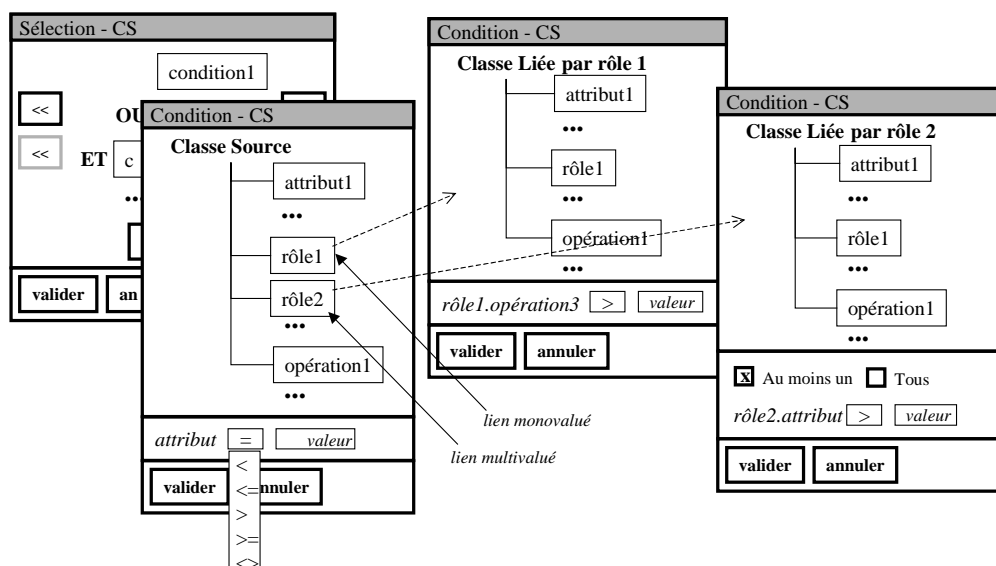 Sélection - CS
condition1
<<
OU
<<
ET
c
•••
valider
an
Condition - CS
Classe Source
attribut1
•••
rôle1
rôle2
•••
opération1
•••
attribut = valeur
valider
nnuler
<
<=
>
>=
<>
lien monovalué
lien multivalué
Condition - CS
Classe Liée par rôle 1
attribut1
•••
rôle1
•••
opération1
•••
rôle1.opération3 > valeur
valider annuler
Condition - CS
Classe Liée par rôle 2
attribut1
•••
rôle1
•••
opération1
•••
x Au moins un Tous
rôle2.attribut > valeur
valider annuler